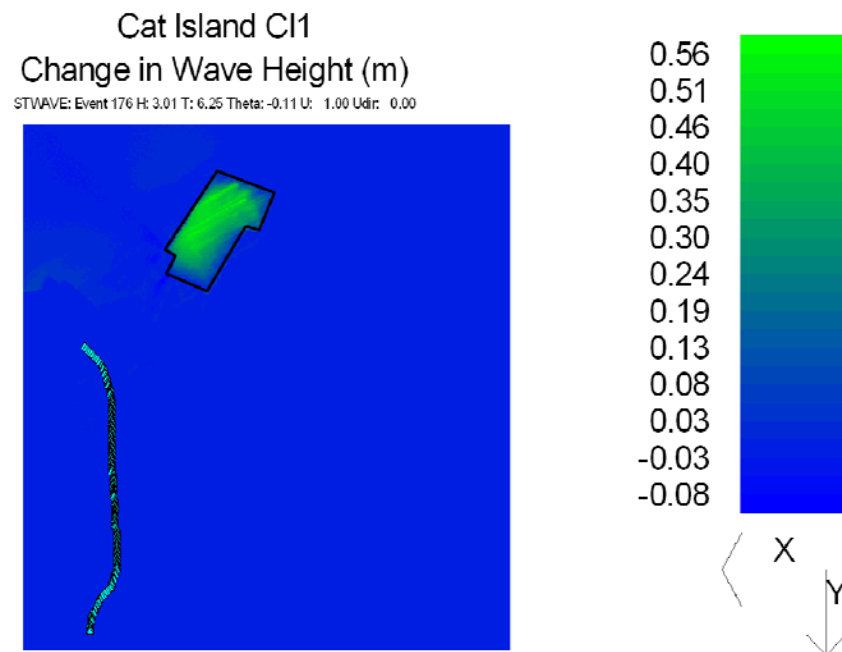 Cat Island CI1
Change in Wave Height (m)
STWAVE: Event 176 H: 3.01 T: 6.25 Theta: -0.11 U: 1.00 Udir: 0.00
0.56
0.51
0.46
0.40
0.35
0.30
0.24
0.19
0.13
0.08
0.03
-0.03
-0.08
X
Y